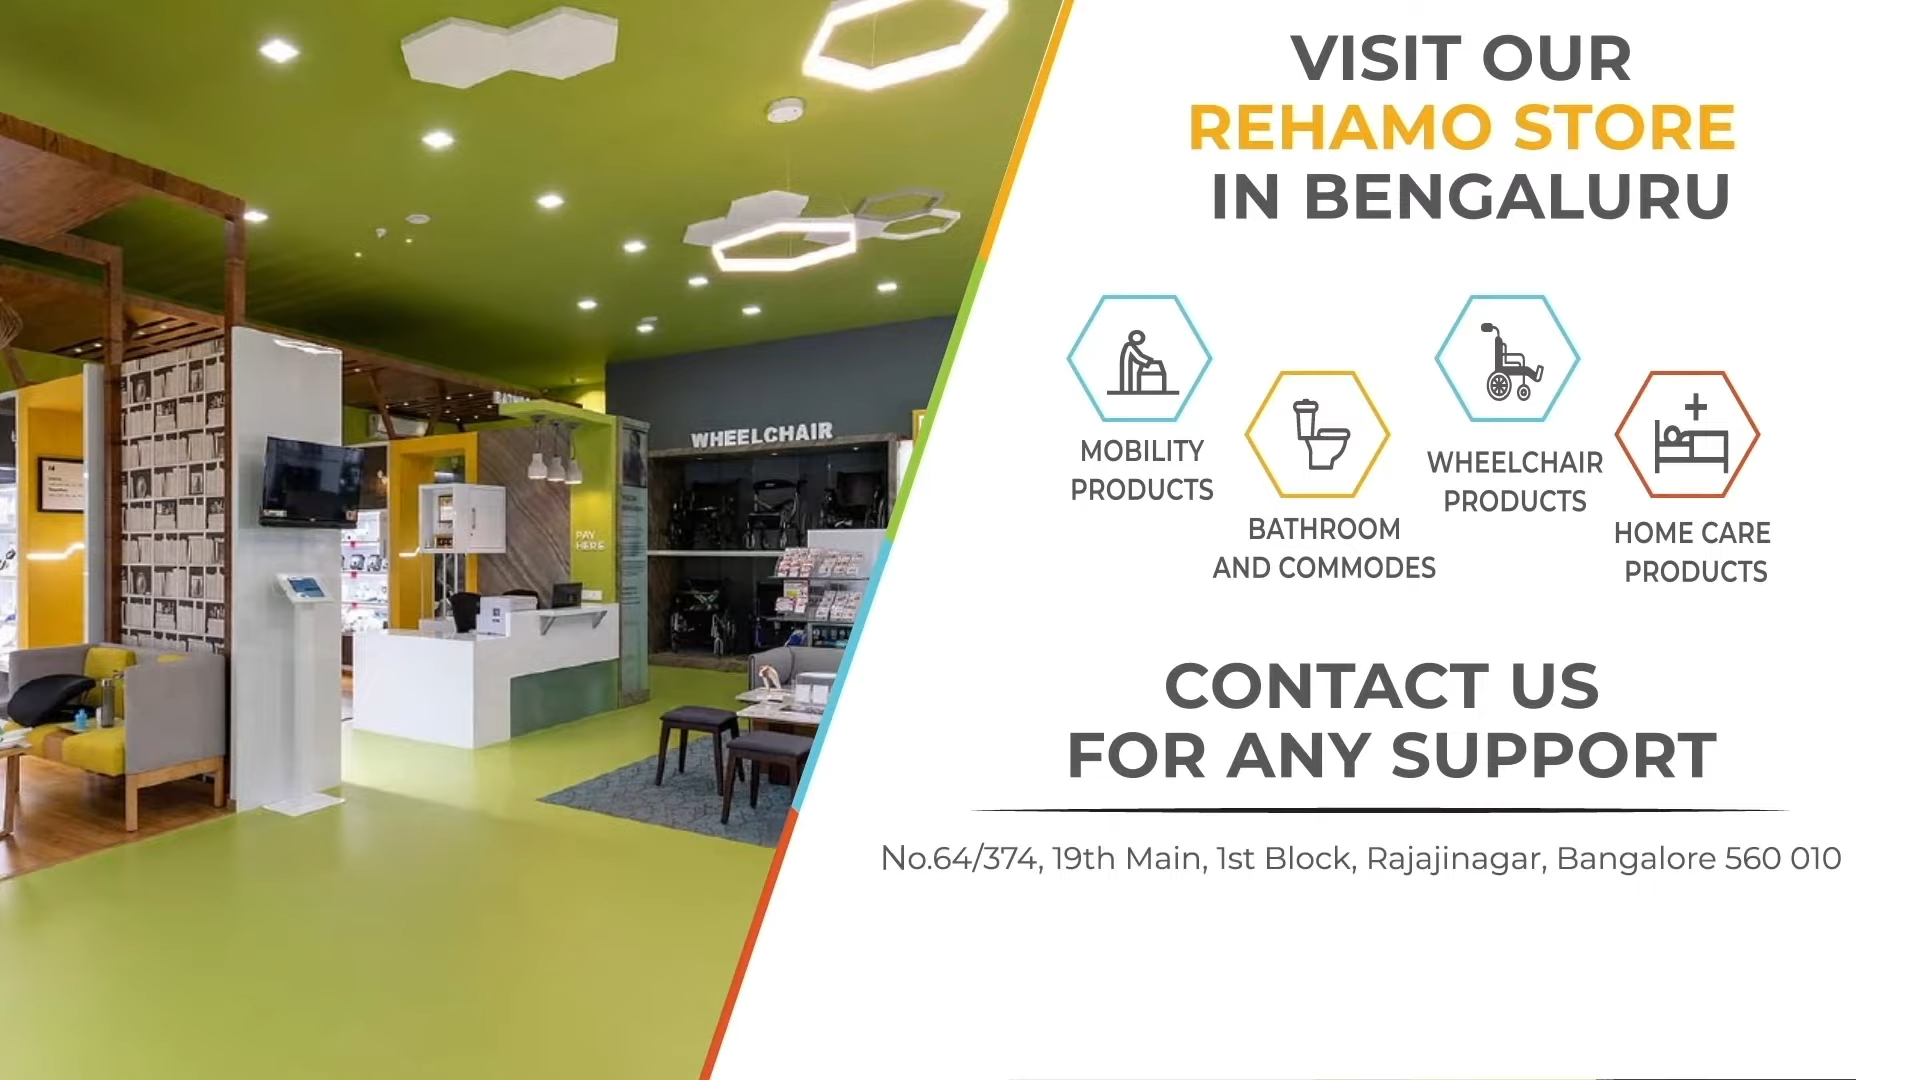 VISIT OUR
REHAMO STORE
IN BENGALURU
MOBILITY
PRODUCTS
BATHROOM
AND COMMODES
WHEELCHAIR
PRODUCTS
HOME CARE
PRODUCTS
CONTACT US
FOR ANY SUPPORT
No.64/374, 19th Main, 1st Block, Rajajinagar, Bangalore 560 010
WHEELCHAIR
PAY
HERE